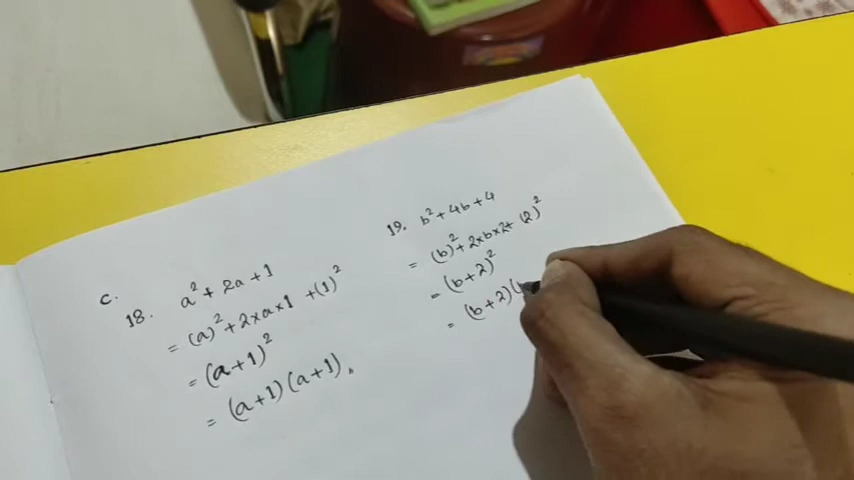 C.
18. a² + 2a + 1
= (a)² + 2×a×1 + (1)²
= (a+1)²
= (a+1) (a+1).
19. b² + 4b + 4
= (b)² + 2×b×2 + (2)²
= (b+2)²
= (b+2) (